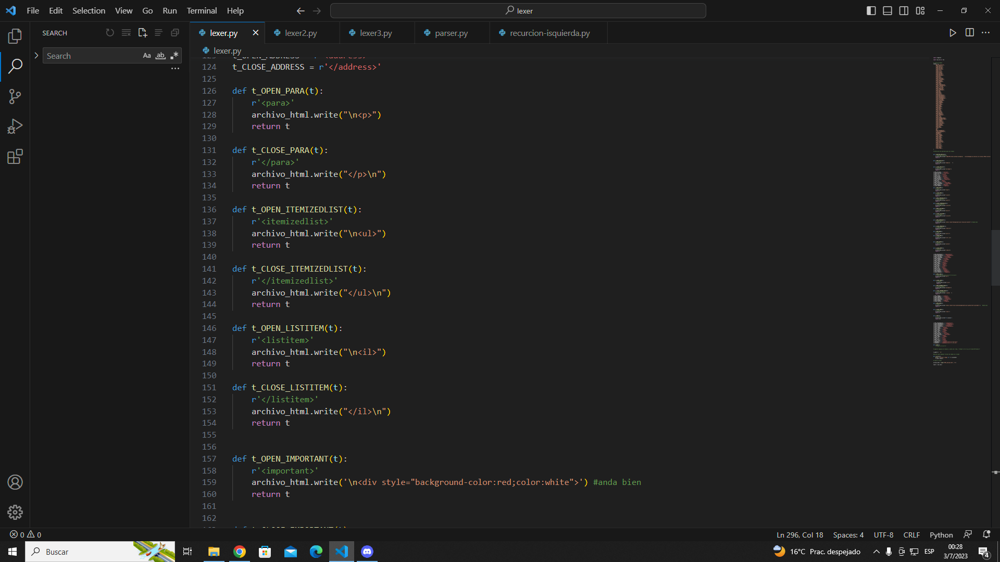 File Edit Selection View Go Run Terminal Help
lexer
SEARCH
Search
Aa ab .*
lexer.py
lexer2.py
lexer3.py
parser.py
recurcion-isquierda.py
lexer.py
124 t_CLOSE_ADDRESS = r'</address>'
125
126 def t_OPEN_PARA(t):
127 r'<para>'
128 archivo_html.write("\n<p>")
129 return t
130
131 def t_CLOSE_PARA(t):
132 r'</para>'
133 archivo_html.write("</p>\n")
134 return t
135
136 def t_OPEN_ITEMIZEDLIST(t):
137 r'<itemizedlist>'
138 archivo_html.write("\n<ul>")
139 return t
140
141 def t_CLOSE_ITEMIZEDLIST(t):
142 r'</itemizedlist>'
143 archivo_html.write("</ul>\n")
144 return t
145
146 def t_OPEN_LISTITEM(t):
147 r'<listitem>'
148 archivo_html.write("\n<il>")
149 return t
150
151 def t_CLOSE_LISTITEM(t):
152 r'</listitem>'
153 archivo_html.write("</il>\n")
154 return t
155
156
157 def t_OPEN_IMPORTANT(t):
158 r'<important>'
159 archivo_html.write('\n<div style="background-color:red;color:white">') #anda bien
160 return t
161
162
0 0
Ln 296, Col 18 Spaces: 4 UTF-8 CRLF Python
Buscar
16°C Prac. despejado
ESP
00:28
3/7/2023
4